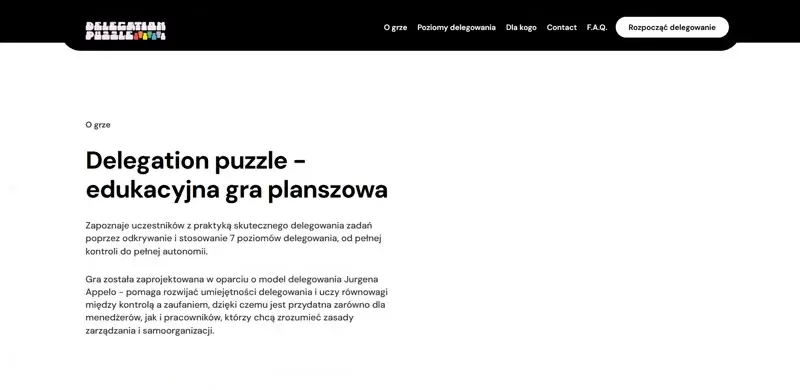 DELEGATION
PUZZLE
O grze
Poziomy delegowania
Dla kogo
Contact
F.A.Q.
Rozpocząć delegowanie
O grze
Delegation puzzle -
edukacyjna gra planszowa
Zapoznaje uczestników z praktyką skutecznego delegowania zadań
poprzez odkrywanie i stosowanie 7 poziomów delegowania, od pełnej
kontroli do pełnej autonomii.
Gra została zaprojektowana w oparciu o model delegowania Jurgena
Appelo - pomaga rozwijać umiejętności delegowania i uczy równowagi
między kontrolą a zaufaniem, dzięki czemu jest przydatna zarówno dla
menedżerów, jak i pracowników, którzy chcą zrozumieć zasady
zarządzania i samoorganizacji.